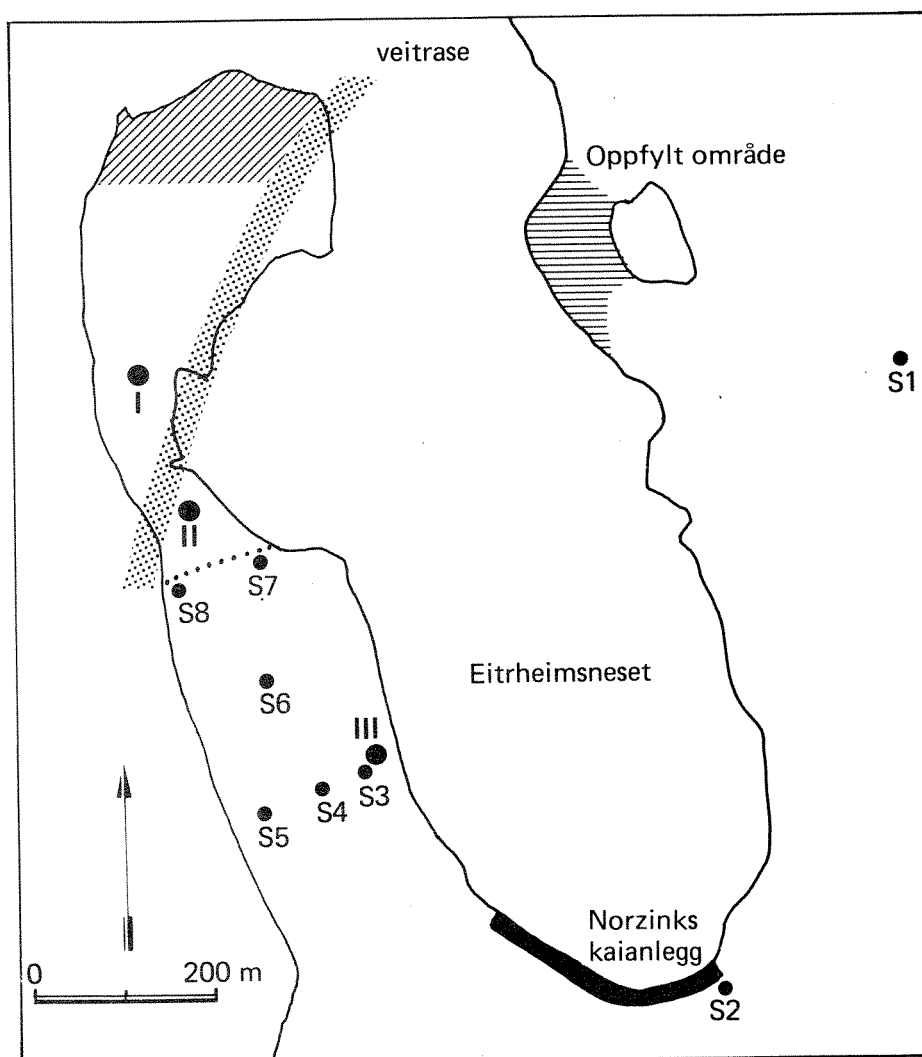 veitrase
Oppfylt område
S1
I
II
S7
S8
Eitrheimsneset
S6
III
S3
S4
S5
Norzinks
kaianlegg
0 200 m
S2